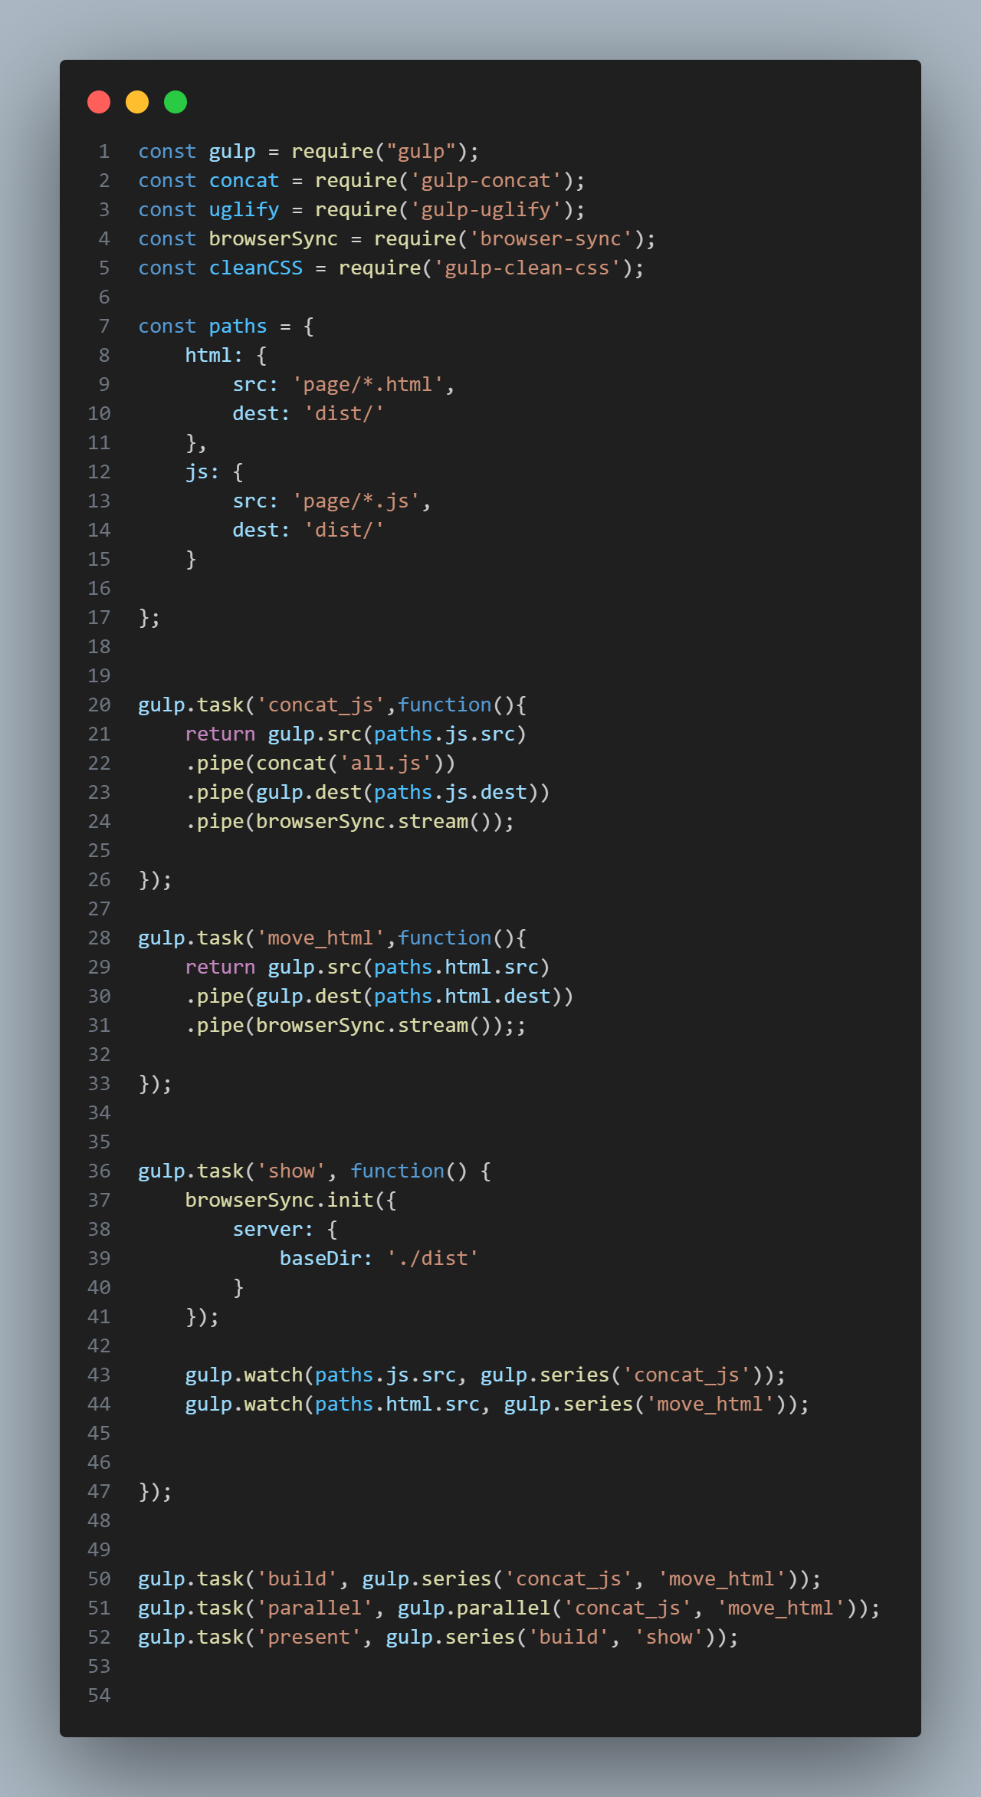 1 const gulp = require("gulp");
2 const concat = require('gulp-concat');
3 const uglify = require('gulp-uglify');
4 const browserSync = require('browser-sync');
5 const cleanCSS = require('gulp-clean-css');
6
7 const paths = {
8     html: {
9         src: 'page/*.html',
10         dest: 'dist/'
11     },
12     js: {
13         src: 'page/*.js',
14         dest: 'dist/'
15     }
16
17 };
18
19
20 gulp.task('concat_js',function(){
21     return gulp.src(paths.js.src)
22     .pipe(concat('all.js'))
23     .pipe(gulp.dest(paths.js.dest))
24     .pipe(browserSync.stream());
25
26 });
27
28 gulp.task('move_html',function(){
29     return gulp.src(paths.html.src)
30     .pipe(gulp.dest(paths.html.dest))
31     .pipe(browserSync.stream());;
32
33 });
34
35
36 gulp.task('show', function() {
37     browserSync.init({
38         server: {
39             baseDir: './dist'
40         }
41     });
42
43     gulp.watch(paths.js.src, gulp.series('concat_js'));
44     gulp.watch(paths.html.src, gulp.series('move_html'));
45
46
47 });
48
49
50 gulp.task('build', gulp.series('concat_js', 'move_html'));
51 gulp.task('parallel', gulp.parallel('concat_js', 'move_html'));
52 gulp.task('present', gulp.series('build', 'show'));
53
54